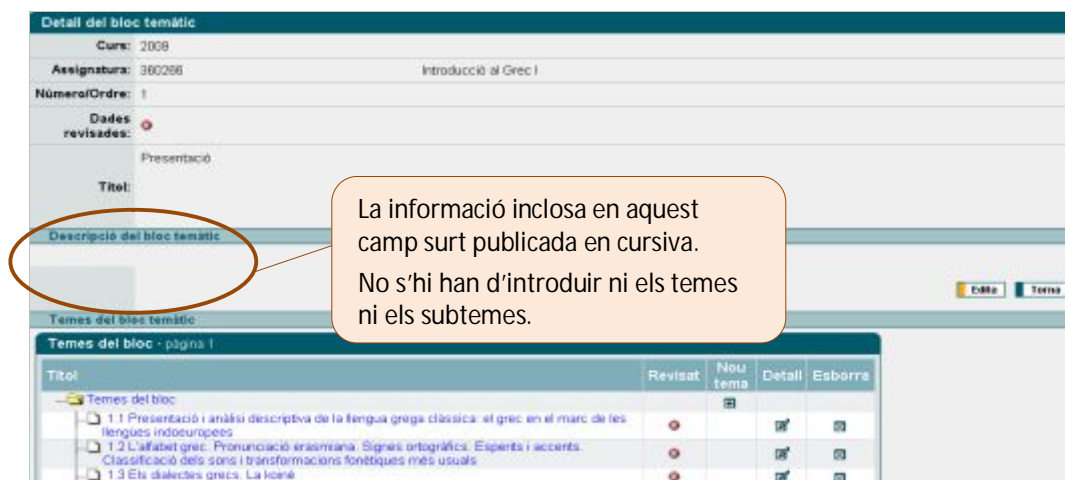 Detall del bloc temàtic
Curs: 2008
Assignatura: 360266 Introducció al Grec I
Número/Ordre: 1
Dades
revisades:
Presentació
Títol:
La informació inclosa en aquest
camp surt publicada en cursiva.
No s'hi han d'introduir ni els temes
ni els subtemes.
Descripció del bloc temàtic
Edita Torna
Temes del bloc temàtic
Temes del bloc - pàgina 1
Títol Revisat Nou tema Detall Esborra
Temes del bloc
1.1 Presentació i anàlisi descriptiva de la llengua grega clàssica: el grec en el marc de les
llengües indoeuropees
1.2 L'alfabet grec. Pronunciació erasmiana. Signes ortogràfics. Esperits i accents.
Classificació dels sons i transformacions fonètiques més usuals
1.3 Els dialectes grecs. La koiné